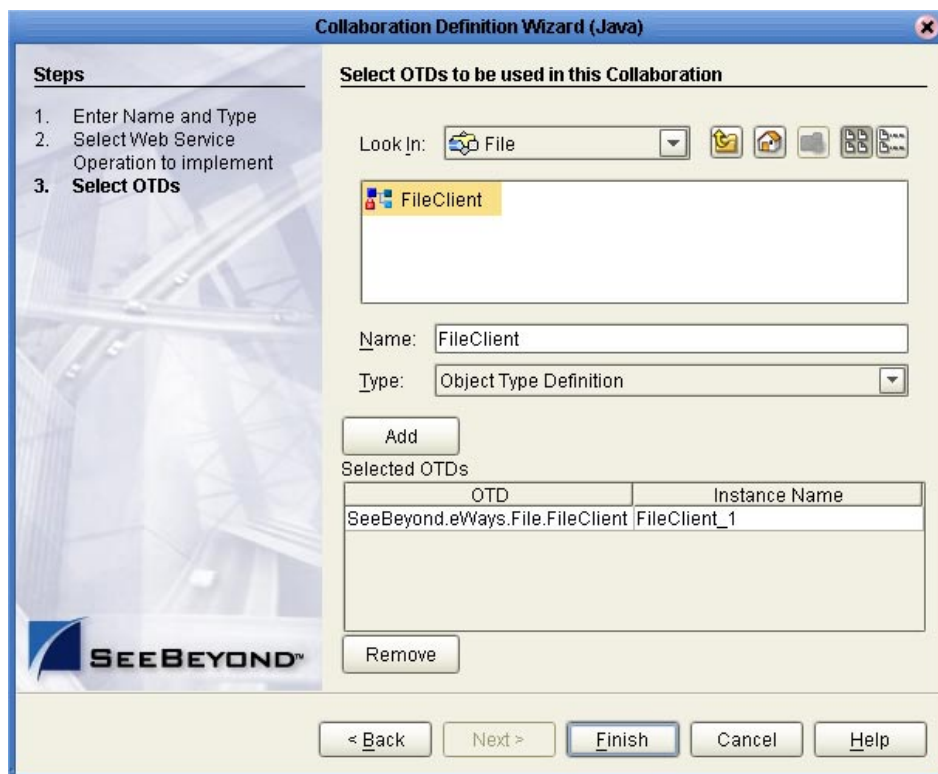 Collaboration Definition Wizard (Java)
Steps
1. Enter Name and Type
2. Select Web Service
Operation to implement
3. Select OTDs
SEEBEYOND™
Select OTDs to be used in this Collaboration
Look In: File
FileClient
Name: FileClient
Type: Object Type Definition
Add
Selected OTDs
OTD Instance Name
SeeBeyond.eWays.File.FileClient FileClient_1
Remove
< Back Next > Finish Cancel Help